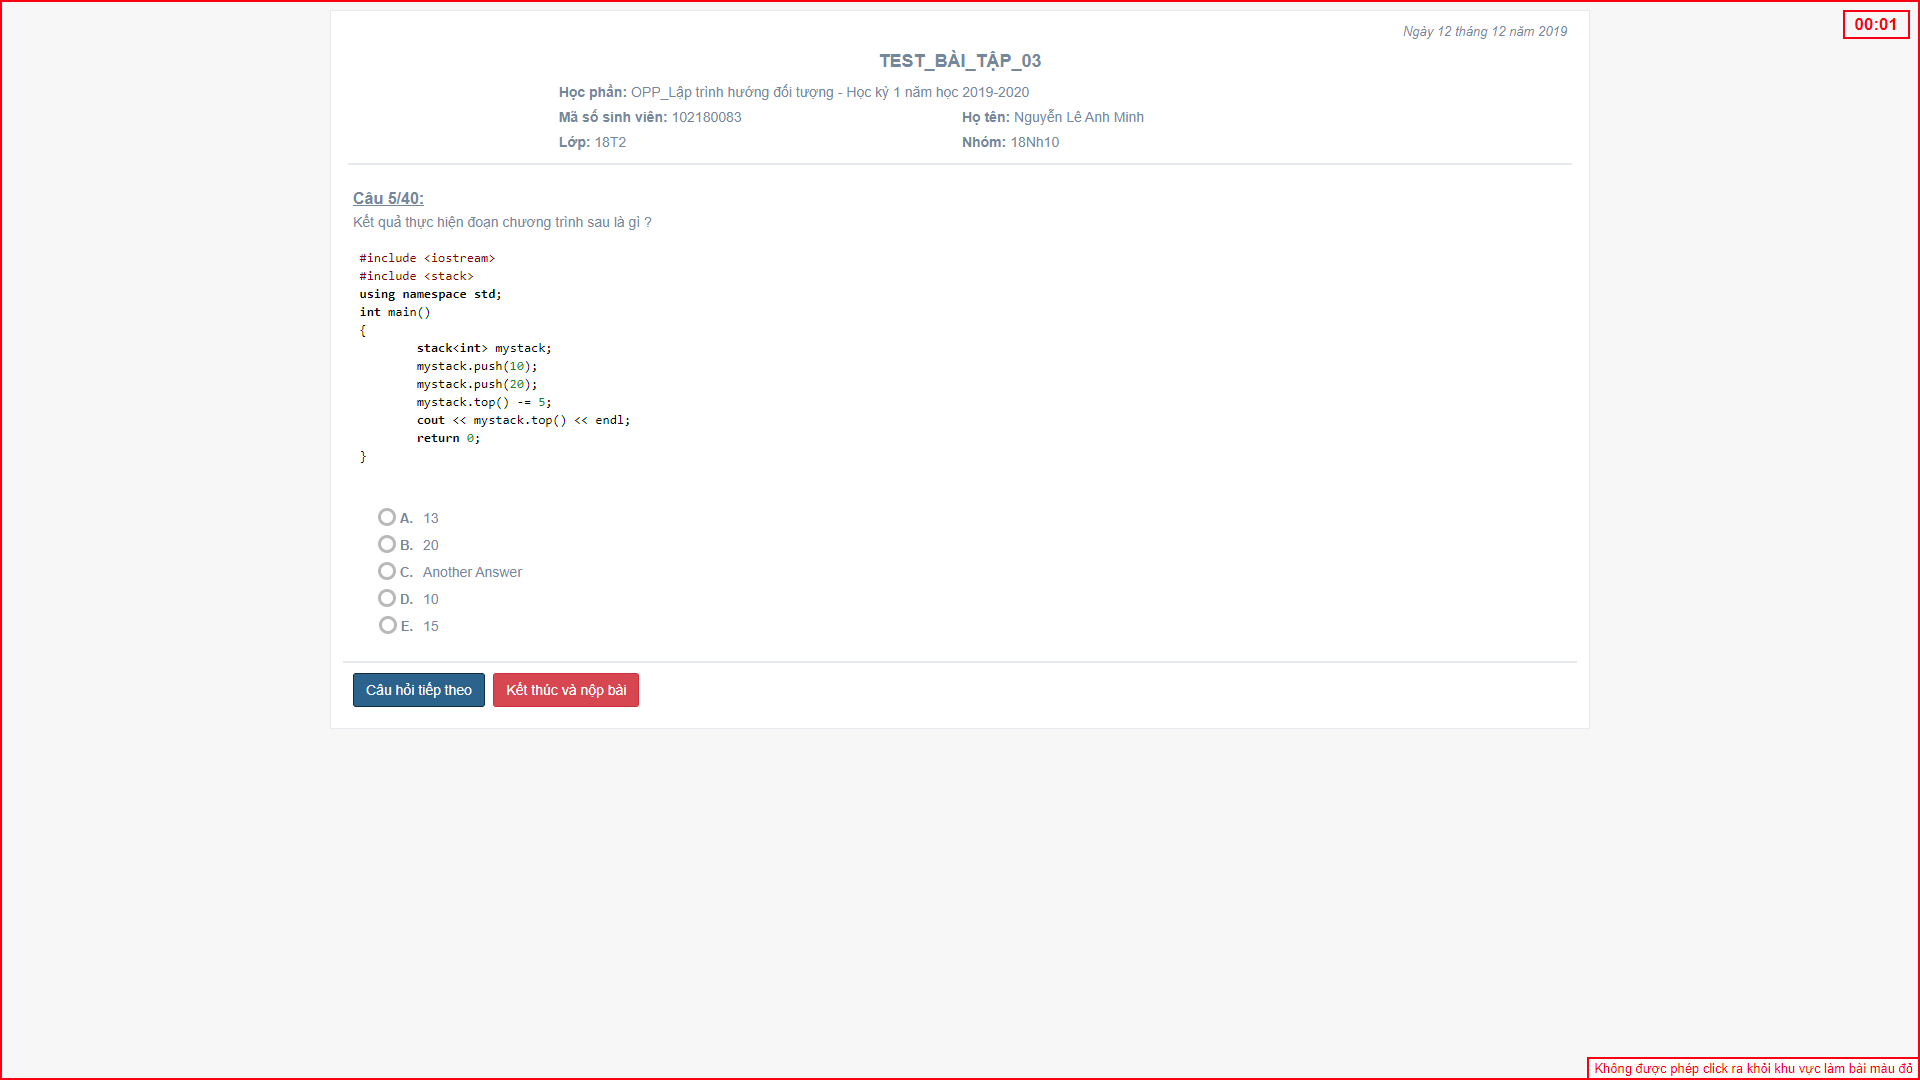 00:01
Ngày 12 tháng 12 năm 2019
TEST_BÀI_TẬP_03
Học phần: OPP_Lập trình hướng đối tượng - Học kỳ 1 năm học 2019-2020
Mã số sinh viên: 102180083 Họ tên: Nguyễn Lê Anh Minh
Lớp: 18T2 Nhóm: 18Nh10
Câu 5/40:
Kết quả thực hiện đoạn chương trình sau là gì ?
#include <iostream>
#include <stack>
using namespace std;
int main()
{
stack<int> mystack;
mystack.push(10);
mystack.push(20);
mystack.top() -= 5;
cout << mystack.top() << endl;
return 0;
}
A. 13
B. 20
C. Another Answer
D. 10
E. 15
Câu hỏi tiếp theo Kết thúc và nộp bài
Không được phép click ra khỏi khu vực làm bài màu đỏ